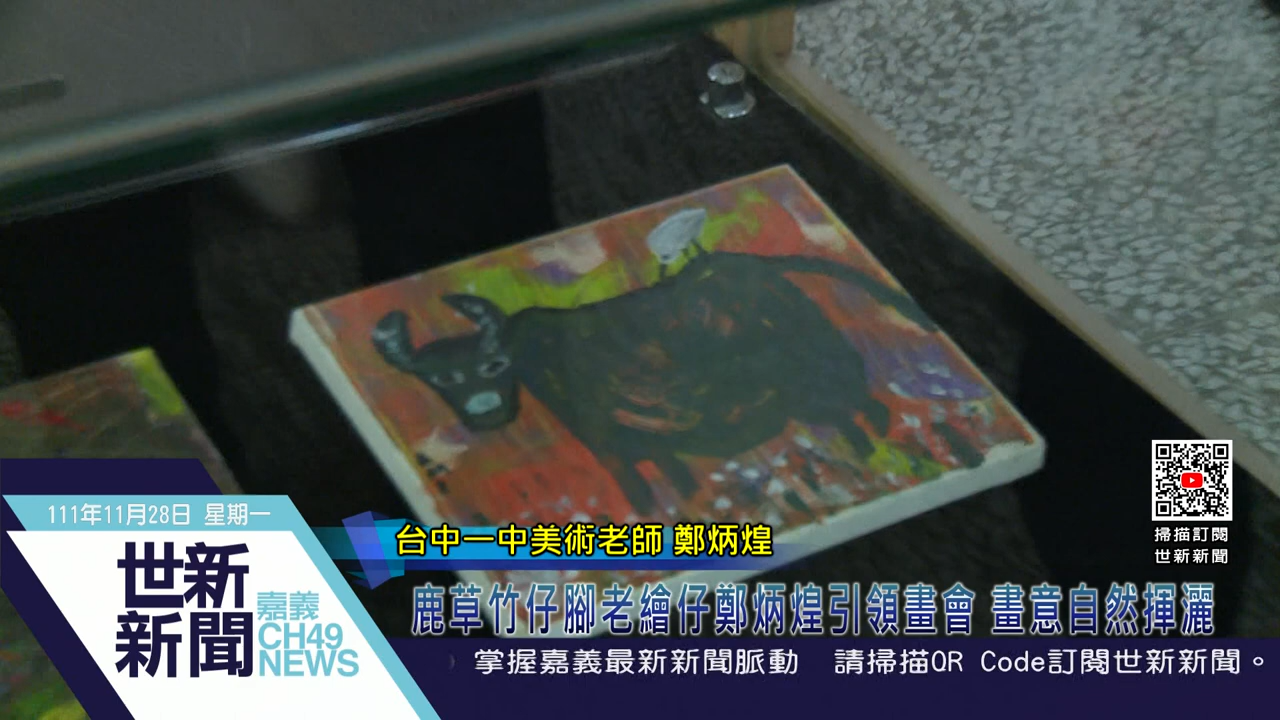 111年11月28日 星期一
世新
新聞
嘉義
CH49
NEWS
台中一中美術老師 鄭炳煌
鹿草竹仔腳老繪仔鄭炳煌引領畫會 畫意自然揮灑
掌握嘉義最新新聞脈動 請掃描QR Code訂閱世新新聞。
掃描訂閱
世新新聞